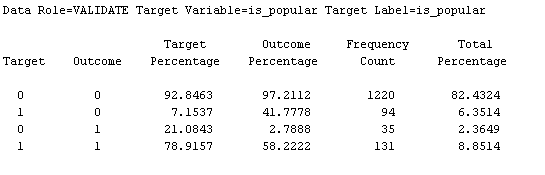 Data Role=VALIDATE Target Variable=is_popular Target Label=is_popular
Target Outcome Frequency Total
Target Outcome Percentage Percentage Count Percentage
0 0 92.8463 97.2112 1220 82.4324
1 0 7.1537 41.7778 94 6.3514
0 1 21.0843 2.7888 35 2.3649
1 1 78.9157 58.2222 131 8.8514